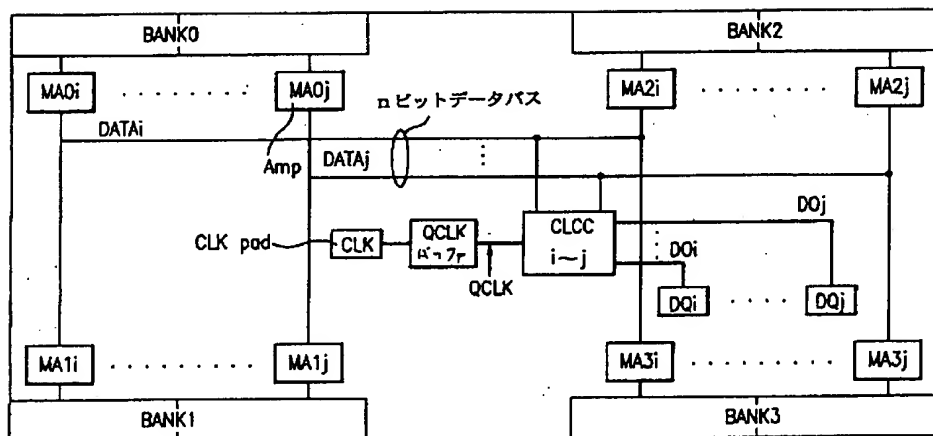 BANK0
BANK2
MA0i ........ MA0j
MA2i ........ MA2j
nビットデータバス
DATAi
Amp
DATAj
CLK pad
CLK
QCLK
バッファ
QCLK
CLCC
i～j
DOj
DOi
DQi .... DQj
MA1i ........ MA1j
MA3i ......... MA3j
BANK1
BANK3